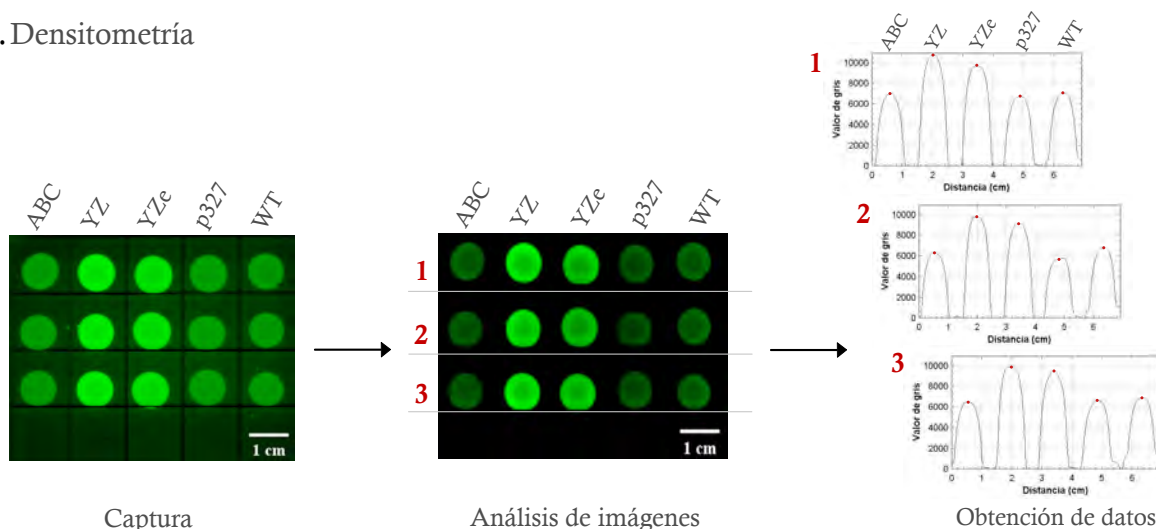 .Densitometría
ABC YZ YZe p327 WT
1 cm
Captura
ABC YZ YZe p327 WT
1
2
3
1 cm
Análisis de imágenes
ABC YZ YZe p327 WT
1
Valor de gris
10000
8000
6000
4000
2000
0
0 1 2 3 4 5 6
Distancia (cm)
2
Valor de gris
10000
8000
6000
4000
2000
0
0 1 2 3 4 5 6
Distancia (cm)
3
Valor de gris
10000
8000
6000
4000
2000
0
0 1 2 3 4 5 6
Distancia (cm)
Obtención de datos